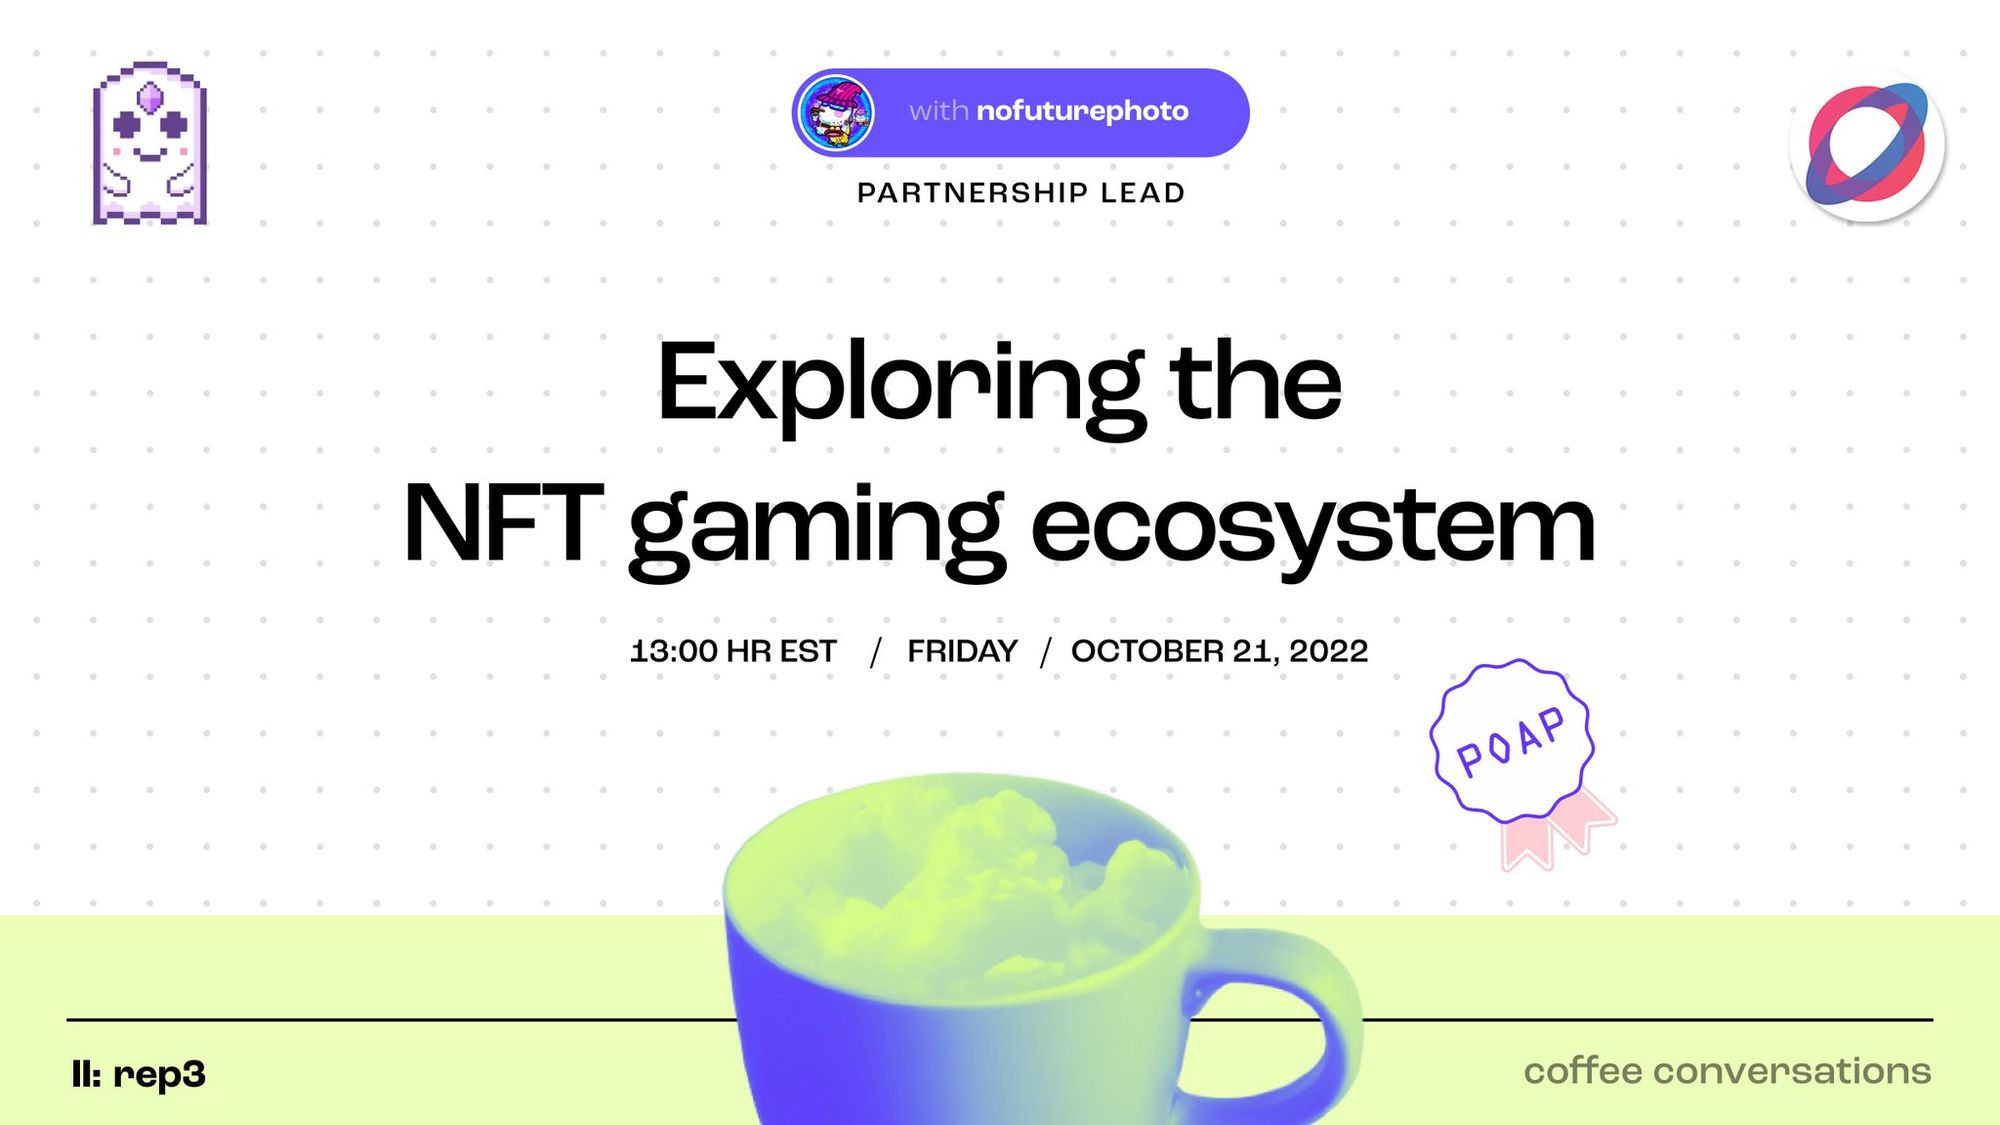 with nofuturephoto
PARTNERSHIP LEAD
Exploring the
NFT gaming ecosystem
13:00 HR EST / FRIDAY / OCTOBER 21, 2022
POAP
II: rep3
coffee conversations